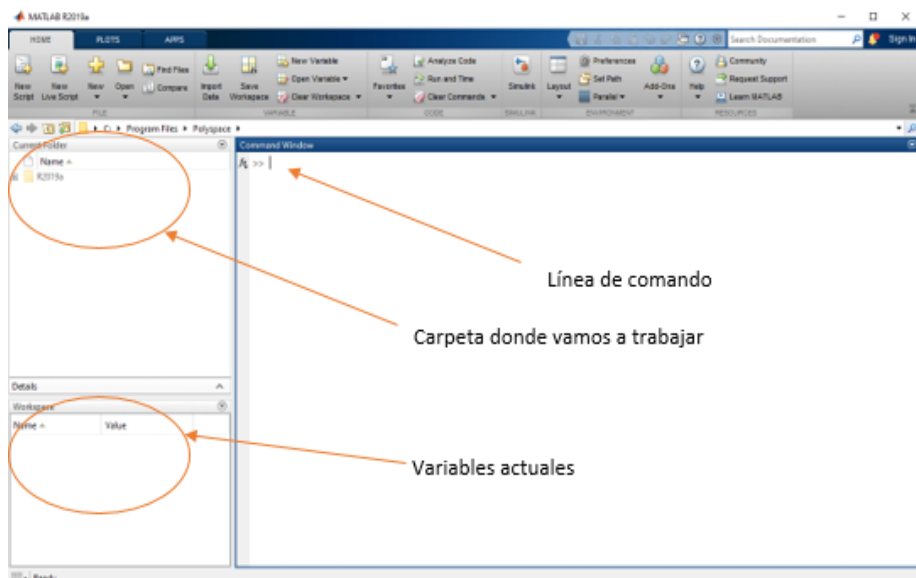 MATLAB R2019a
HOME PLOTS APPS
Search Documentation
Sign In
New Script
New Live Script
New
Open
Find Files
Compare
Import Data
Save Workspace
New Variable
Open Variable
Clear Workspace
Favorites
Analyze Code
Run and Time
Clear Commands
Simulink
Layout
Preferences
Set Path
Parallel
Add-Ons
Help
Community
Request Support
Learn MATLAB
FILE VARIABLE CODE SIMULINK ENVIRONMENT RESOURCES
C: Program Files Polyspace
Current Folder
Name
R2019a
Command Window
fx >>
Línea de comando
Carpeta donde vamos a trabajar
Details
Workspace
Name Value
Variables actuales
Ready